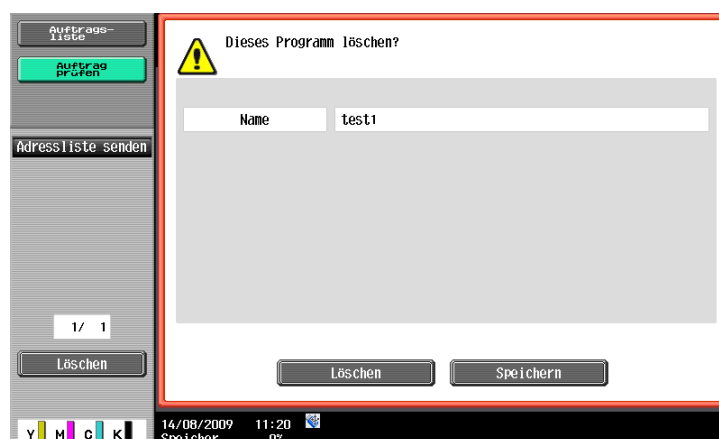 Auftrags-
liste
Auftrag
prüfen
Adressliste senden
1/ 1
Löschen
Y M C K
Dieses Programm löschen?
Name test1
Löschen Speichern
14/08/2009 11:20
Speicher 0%